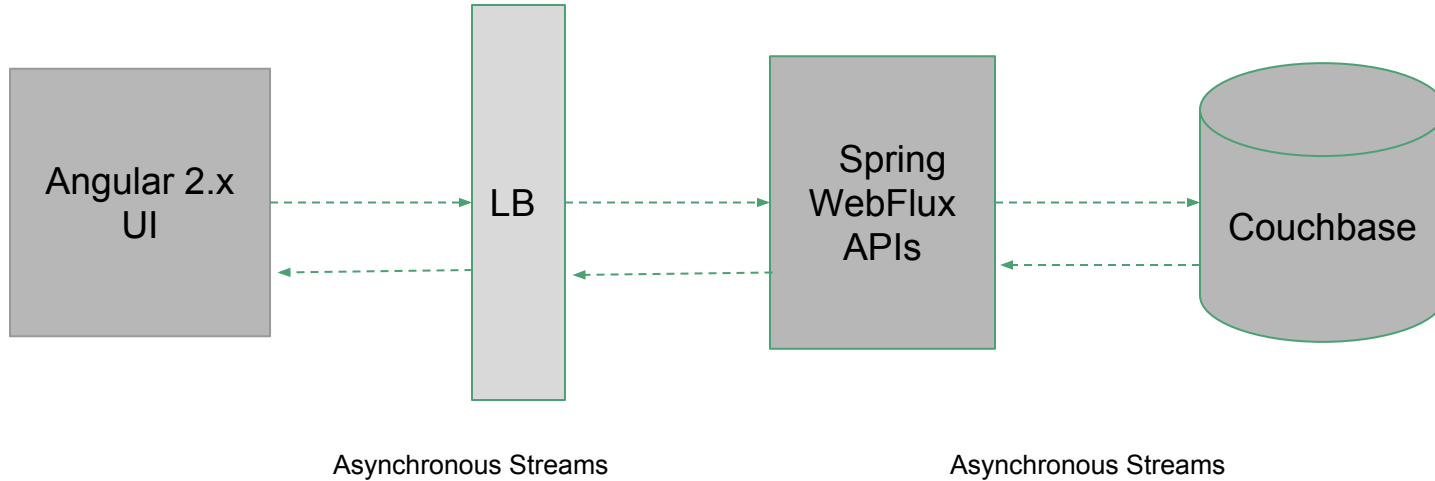 Angular 2.x
UI
LB
Spring
WebFlux
APIs
Couchbase
Asynchronous Streams
Asynchronous Streams